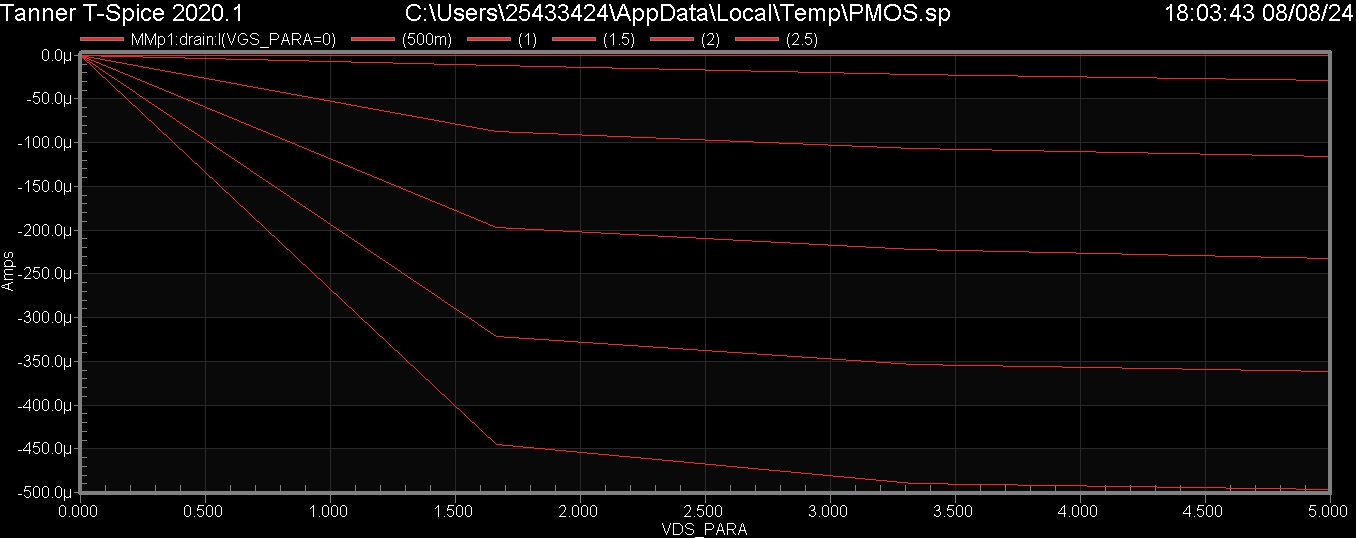 Tanner T-Spice 2020.1 C:\Users\25433424\AppData\Local\Temp\PMOS.sp 18:03:43 08/08/24
MMp1:drain:I(VGS_PARA=0) (500m) (1) (1.5) (2) (2.5)
0.0µ
-50.0µ
-100.0µ
-150.0µ
-200.0µ
-250.0µ
-300.0µ
-350.0µ
-400.0µ
-450.0µ
-500.0µ
Amps
0.000 0.500 1.000 1.500 2.000 2.500 3.000 3.500 4.000 4.500 5.000
VDS_PARA